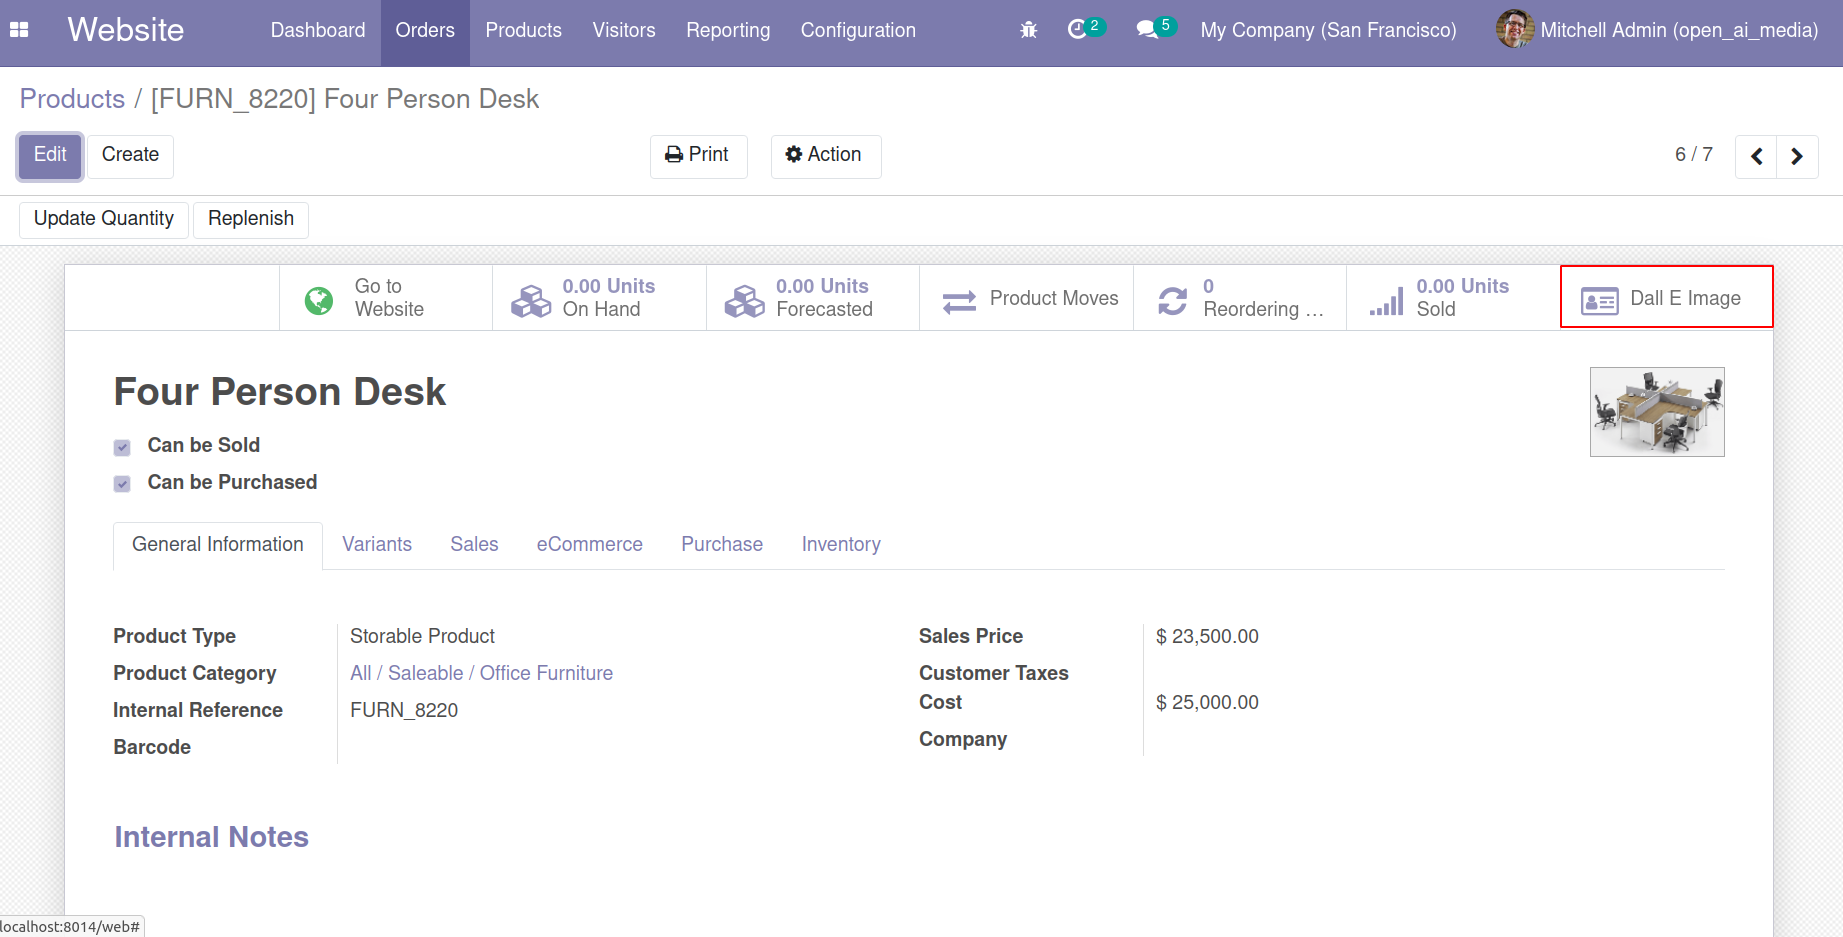 Website Dashboard Orders Products Visitors Reporting Configuration 2 5 My Company (San Francisco) Mitchell Admin (open_ai_media)
Products / [FURN_8220] Four Person Desk
Edit Create Print Action 6 / 7
Update Quantity Replenish
Go to Website
0.00 Units On Hand
0.00 Units Forecasted
Product Moves
0 Reordering ...
0.00 Units Sold
Dall E Image
Four Person Desk
Can be Sold
Can be Purchased
General Information Variants Sales eCommerce Purchase Inventory
Product Type Storable Product
Product Category All / Saleable / Office Furniture
Internal Reference FURN_8220
Barcode
Sales Price $ 23,500.00
Customer Taxes
Cost $ 25,000.00
Company
Internal Notes
localhost:8014/web#